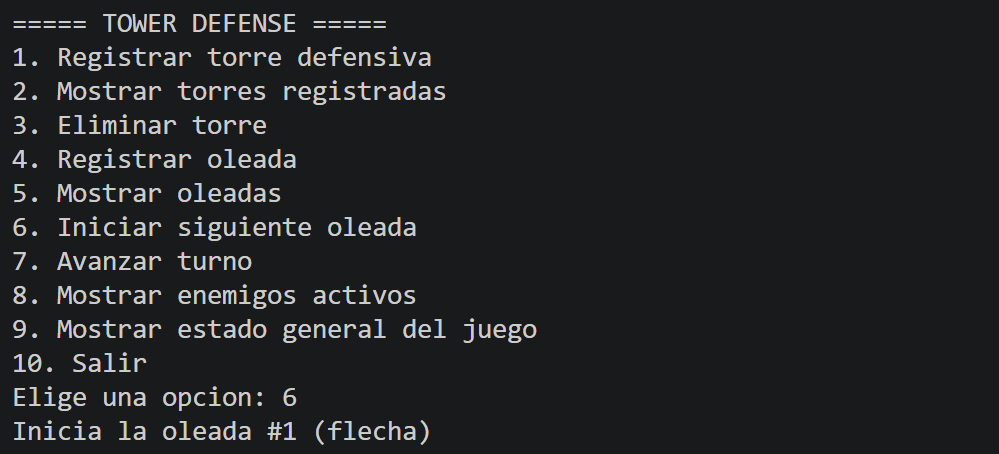 ===== TOWER DEFENSE =====
1. Registrar torre defensiva
2. Mostrar torres registradas
3. Eliminar torre
4. Registrar oleada
5. Mostrar oleadas
6. Iniciar siguiente oleada
7. Avanzar turno
8. Mostrar enemigos activos
9. Mostrar estado general del juego
10. Salir
Elige una opcion: 6
Inicia la oleada #1 (flecha)